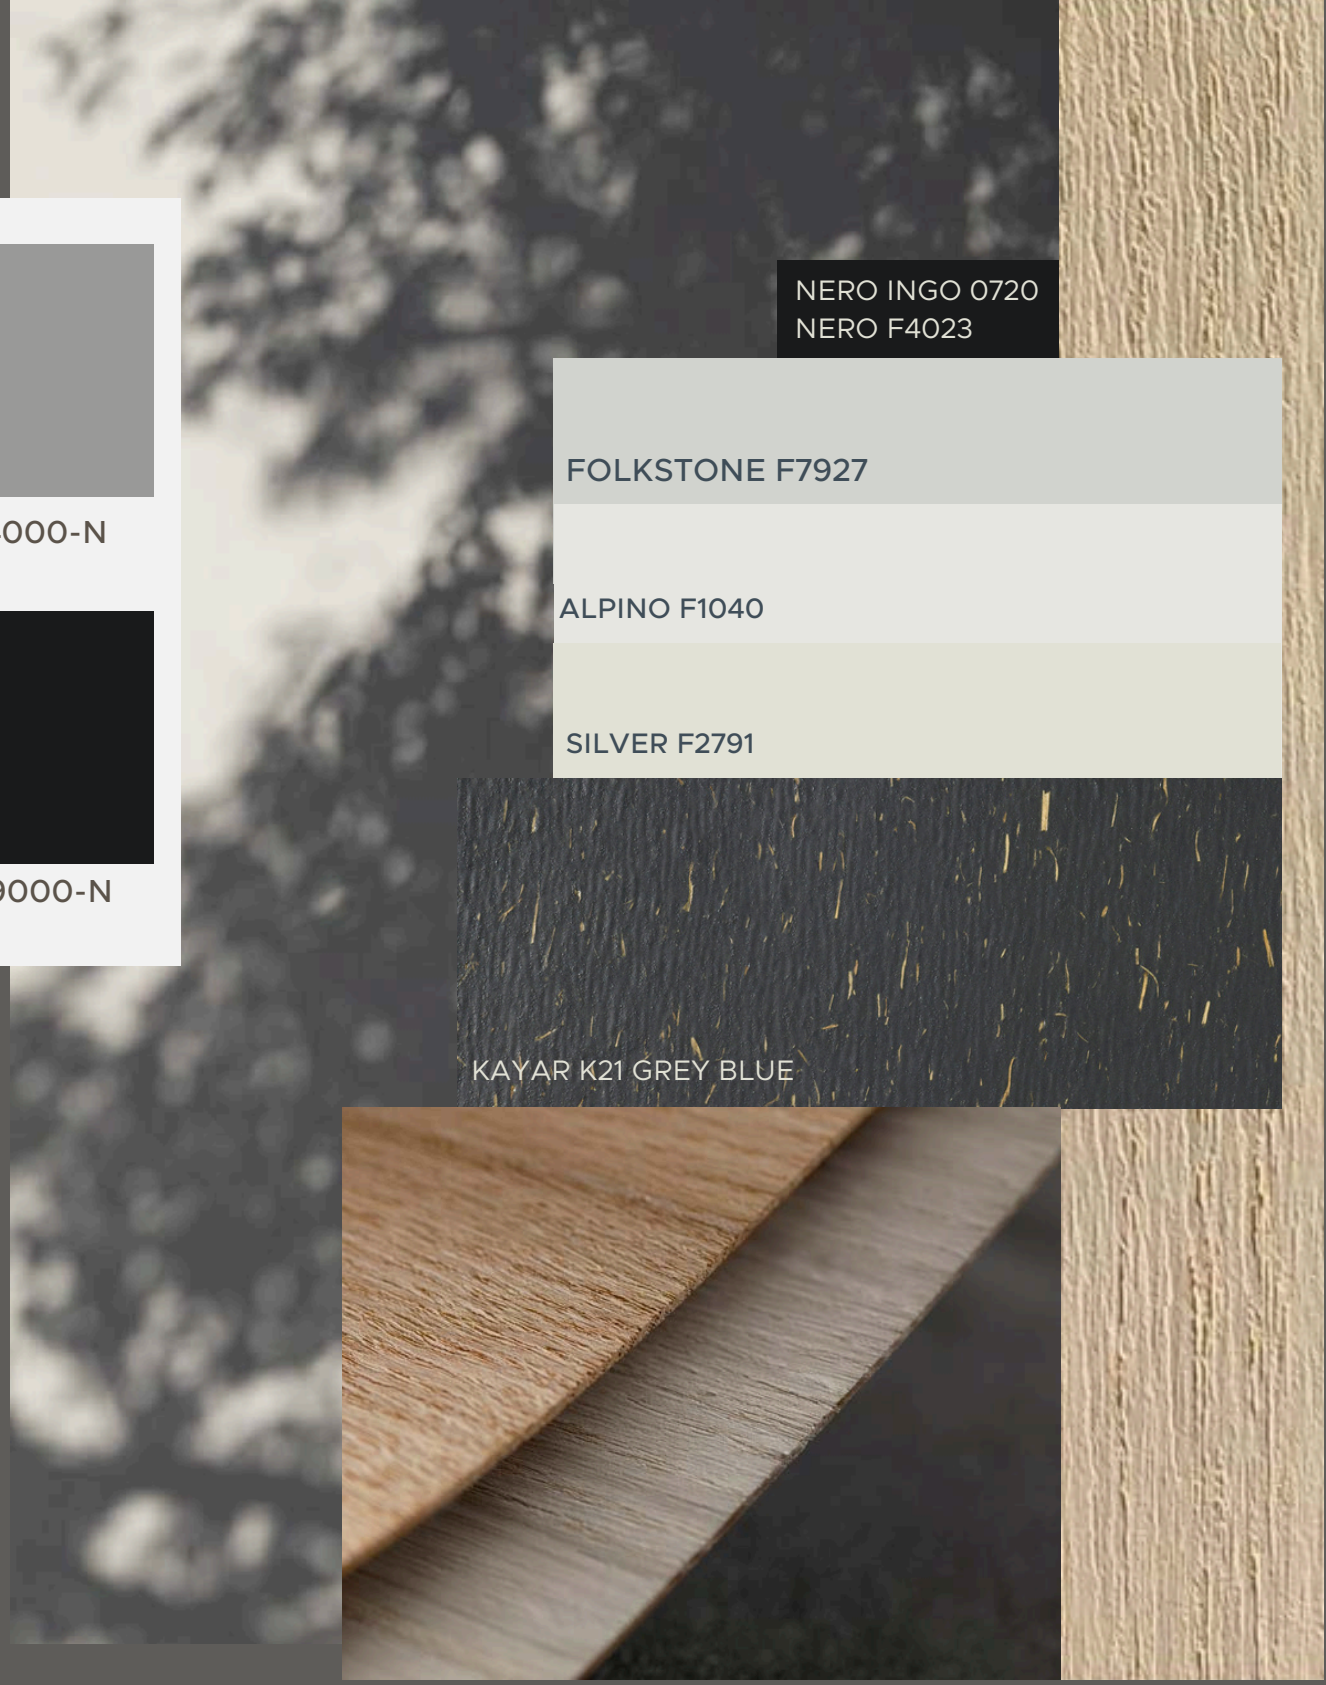 NERO INGO 0720
NERO F4023
FOLKSTONE F7927
000-N
ALPINO F1040
SILVER F2791
9000-N
KAYAR K21 GREY BLUE